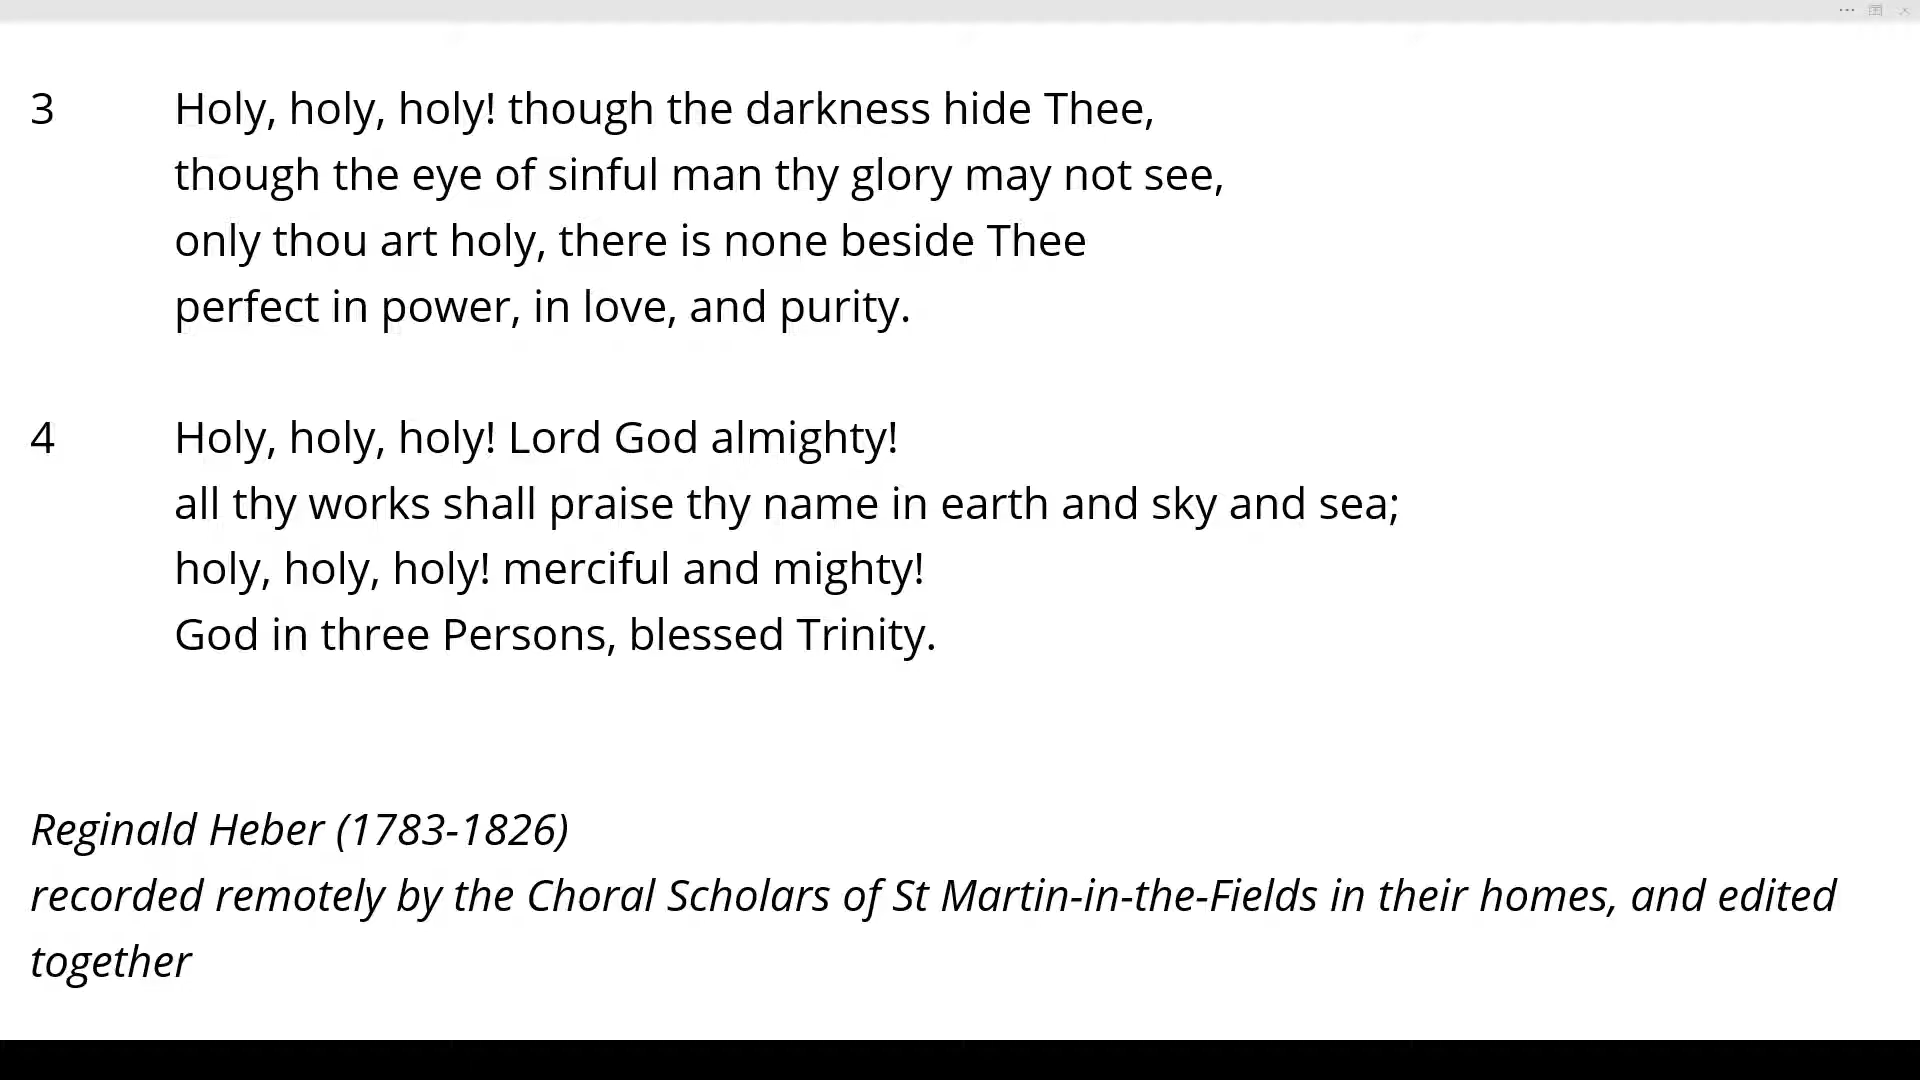 3 Holy, holy, holy! though the darkness hide Thee,
though the eye of sinful man thy glory may not see,
only thou art holy, there is none beside Thee
perfect in power, in love, and purity.
4 Holy, holy, holy! Lord God almighty!
all thy works shall praise thy name in earth and sky and sea;
holy, holy, holy! merciful and mighty!
God in three Persons, blessed Trinity.
Reginald Heber (1783-1826)
recorded remotely by the Choral Scholars of St Martin-in-the-Fields in their homes, and edited
together